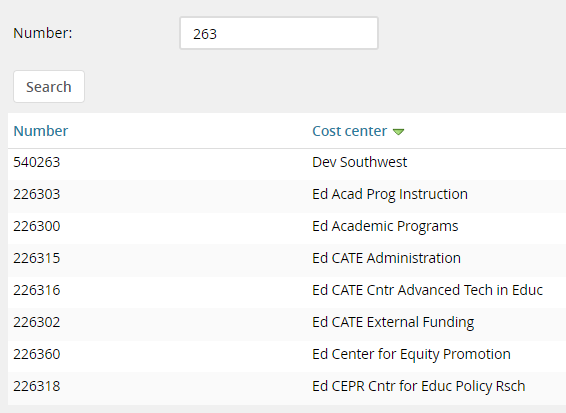 Number: 263
Search
Number Cost center
540263 Dev Southwest
226303 Ed Acad Prog Instruction
226300 Ed Academic Programs
226315 Ed CATE Administration
226316 Ed CATE Cntr Advanced Tech in Educ
226302 Ed CATE External Funding
226360 Ed Center for Equity Promotion
226318 Ed CEPR Cntr for Educ Policy Rsch